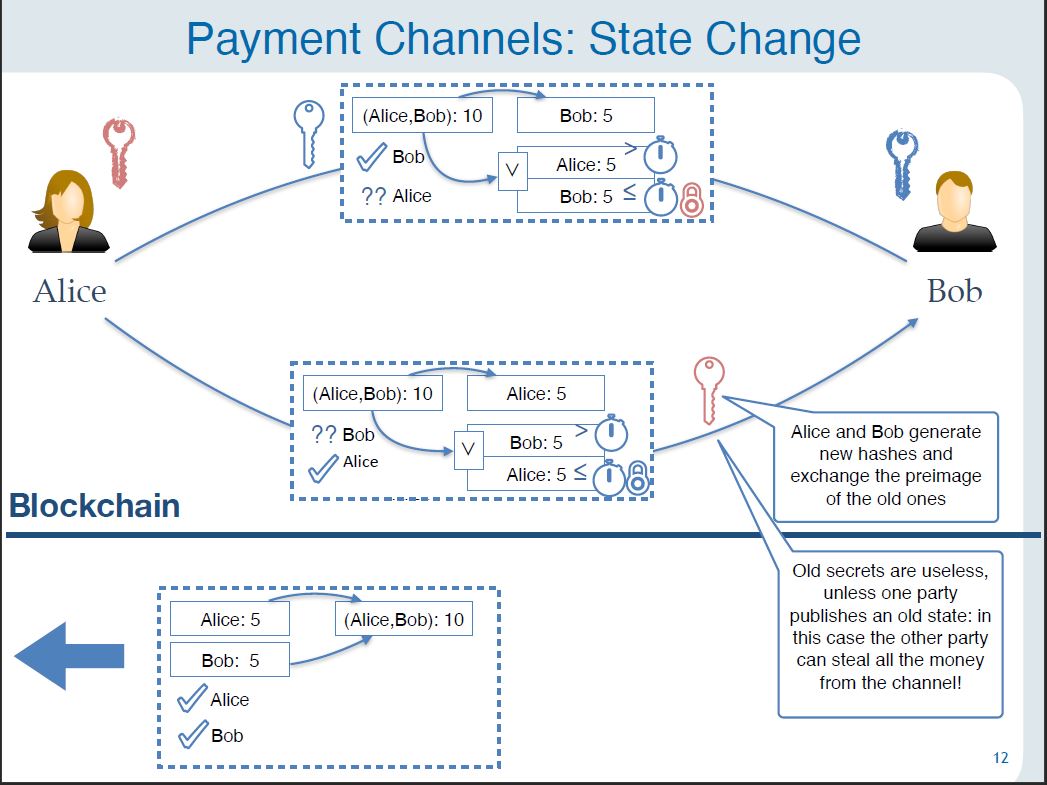 Payment Channels: State Change
(Alice,Bob): 10
Bob: 5
Bob
?? Alice
∨
Alice: 5 >
Bob: 5 ≤
Alice
Bob
(Alice,Bob): 10
Alice: 5
?? Bob
Alice
∨
Bob: 5 >
Alice: 5 ≤
Alice and Bob generate
new hashes and
exchange the preimage
of the old ones
Blockchain
Old secrets are useless,
unless one party
publishes an old state: in
this case the other party
can steal all the money
from the channel!
Alice: 5
(Alice,Bob): 10
Bob: 5
Alice
Bob
12